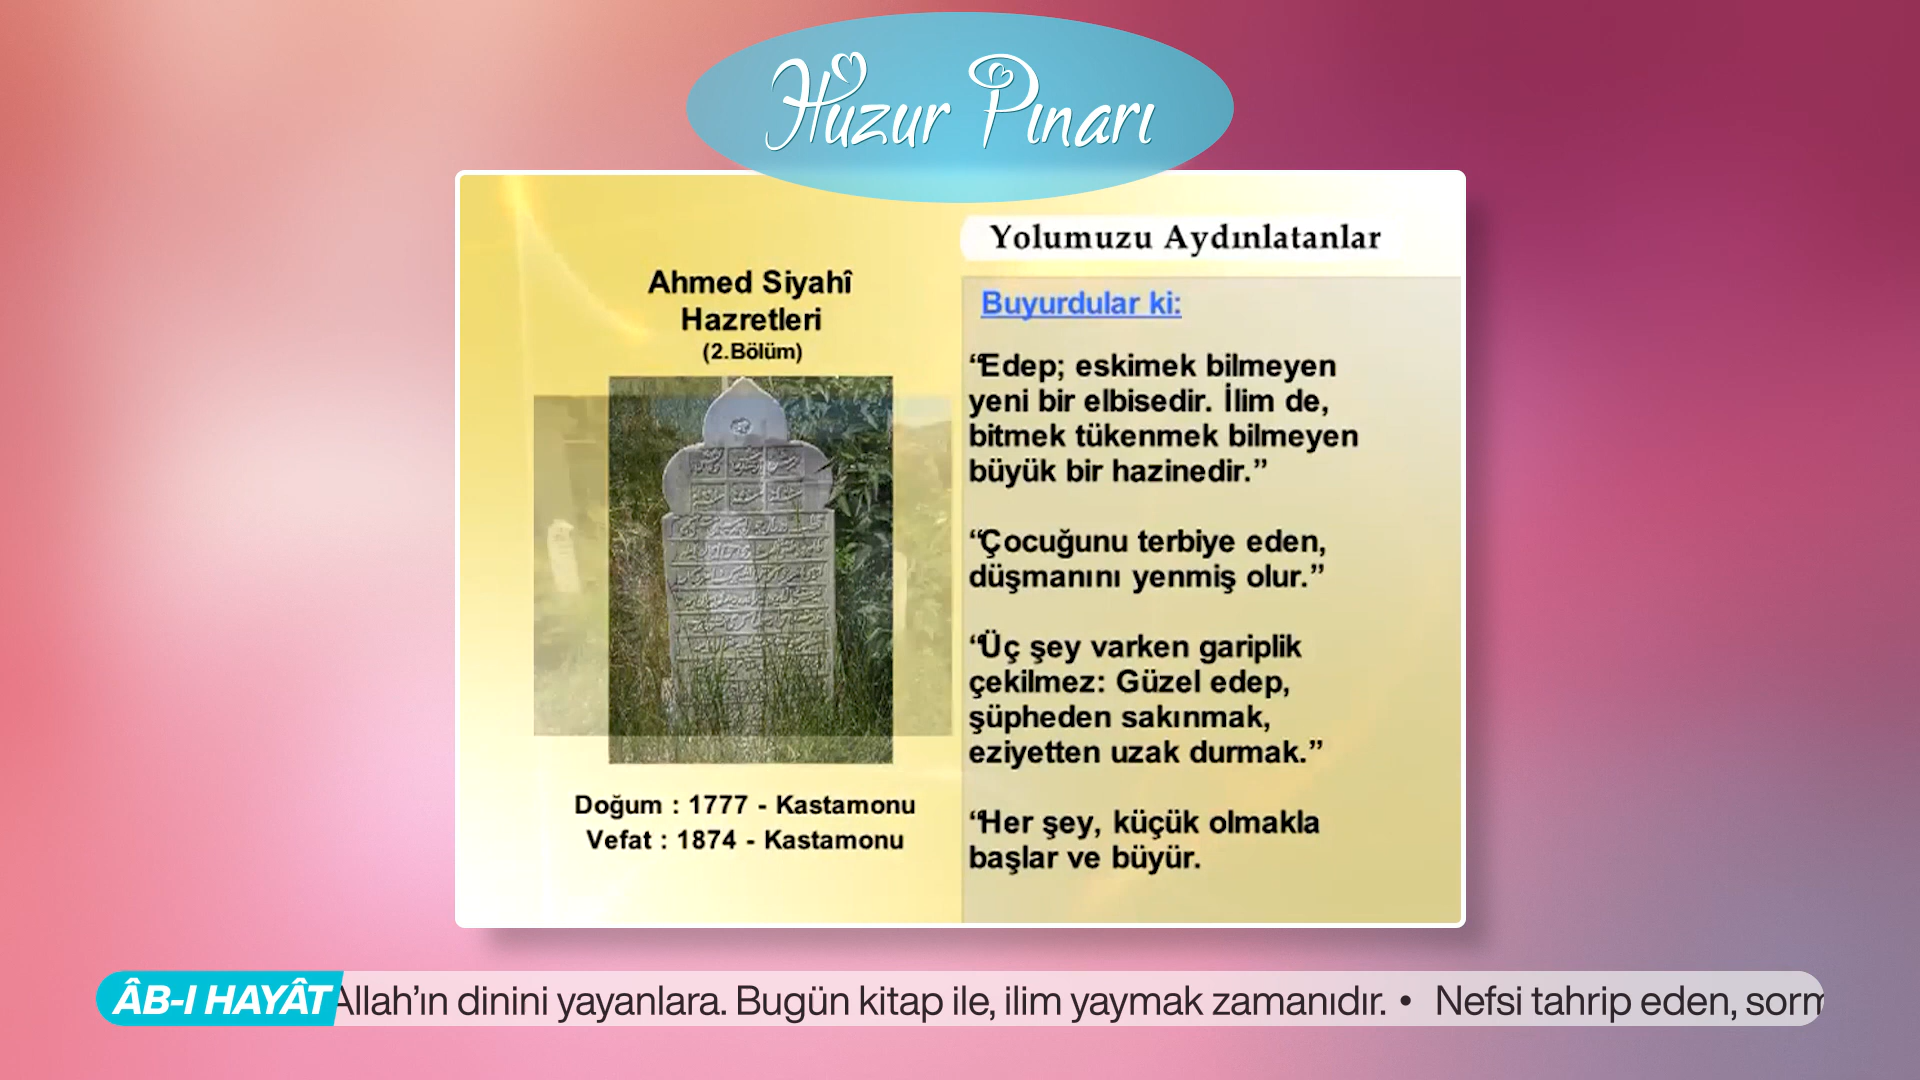 Huzur Pınarı
Yolumuzu Aydınlatanlar
Ahmed Siyahî
Hazretleri
(2.Bölüm)
Doğum : 1777 - Kastamonu
Vefat : 1874 - Kastamonu
Buyurdular ki:
“Edep; eskimek bilmeyen
yeni bir elbisedir. İlim de,
bitmek tükenmek bilmeyen
büyük bir hazinedir.”
“Çocuğunu terbiye eden,
düşmanını yenmiş olur.”
“Üç şey varken gariplik
çekilmez: Güzel edep,
şüpheden sakınmak,
eziyetten uzak durmak.”
“Her şey, küçük olmakla
başlar ve büyür.
ÂB-I HAYÂT Allah’ın dinini yayanlara. Bugün kitap ile, ilim yaymak zamanıdır. • Nefsi tahrip eden,